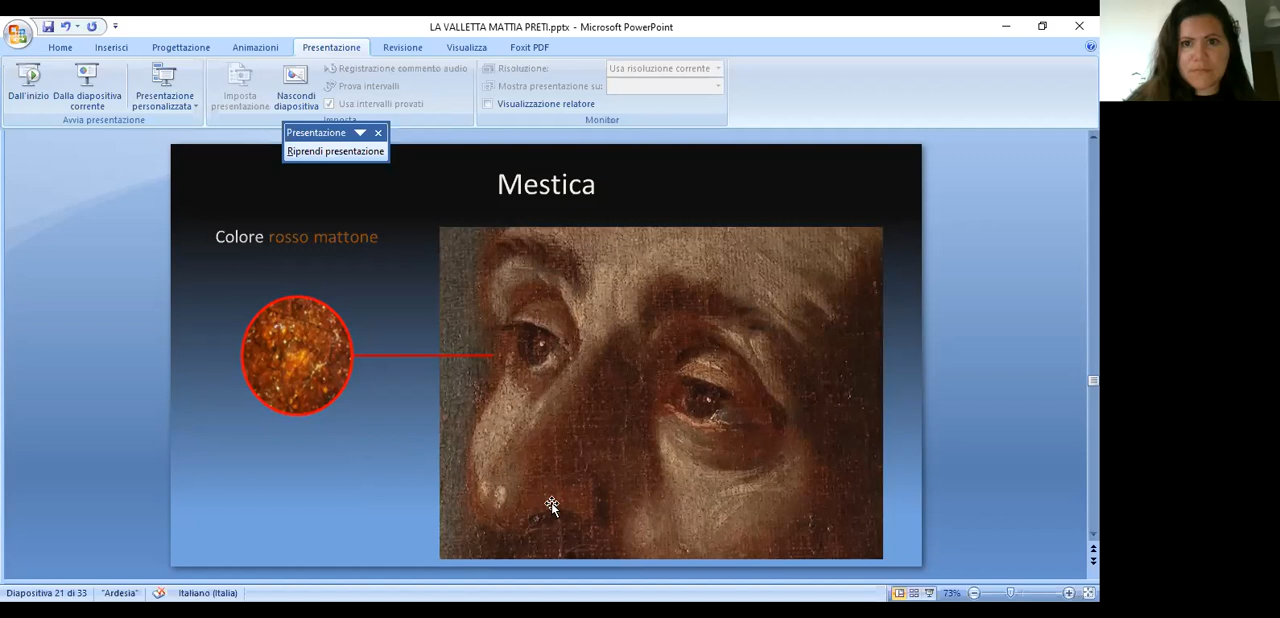 LA VALLETTA MATTIA PRETI.pptx - Microsoft PowerPoint
Home Inserisci Progettazione Animazioni Presentazione Revisione Visualizza Foxit PDF
Dall'inizio
Dalla diapositiva corrente
Presentazione personalizzata
Avvia presentazione
Imposta presentazione
Nascondi diapositiva
Registrazione commento audio
Prova intervalli
Usa intervalli provati
Imposta
Risoluzione: Usa risoluzione corrente
Mostra presentazione su:
Visualizzazione relatore
Monitor
Presentazione
Riprendi presentazione
Mestica
Colore rosso mattone
Diapositiva 21 di 33 "Ardesia" Italiano (Italia) 73%